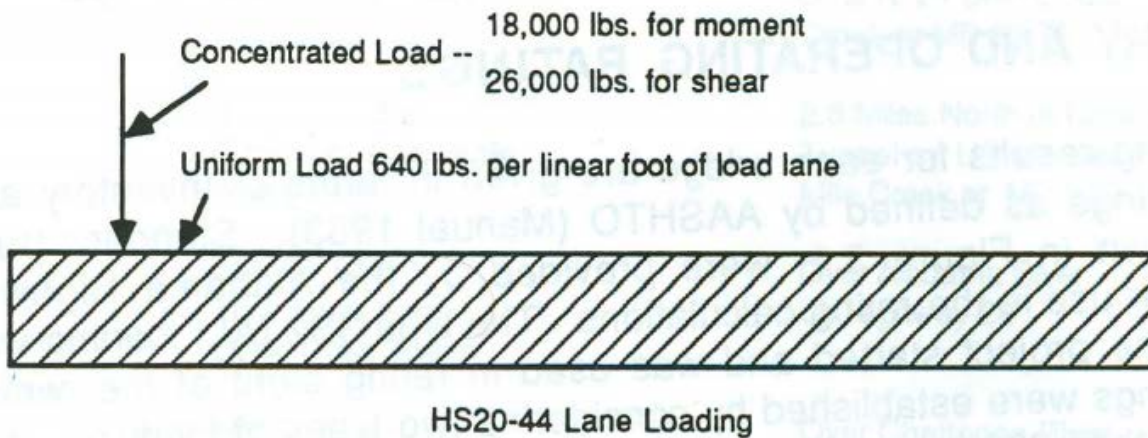 18,000 lbs. for moment
Concentrated Load --
26,000 lbs. for shear
Uniform Load 640 lbs. per linear foot of load lane
HS20-44 Lane Loading